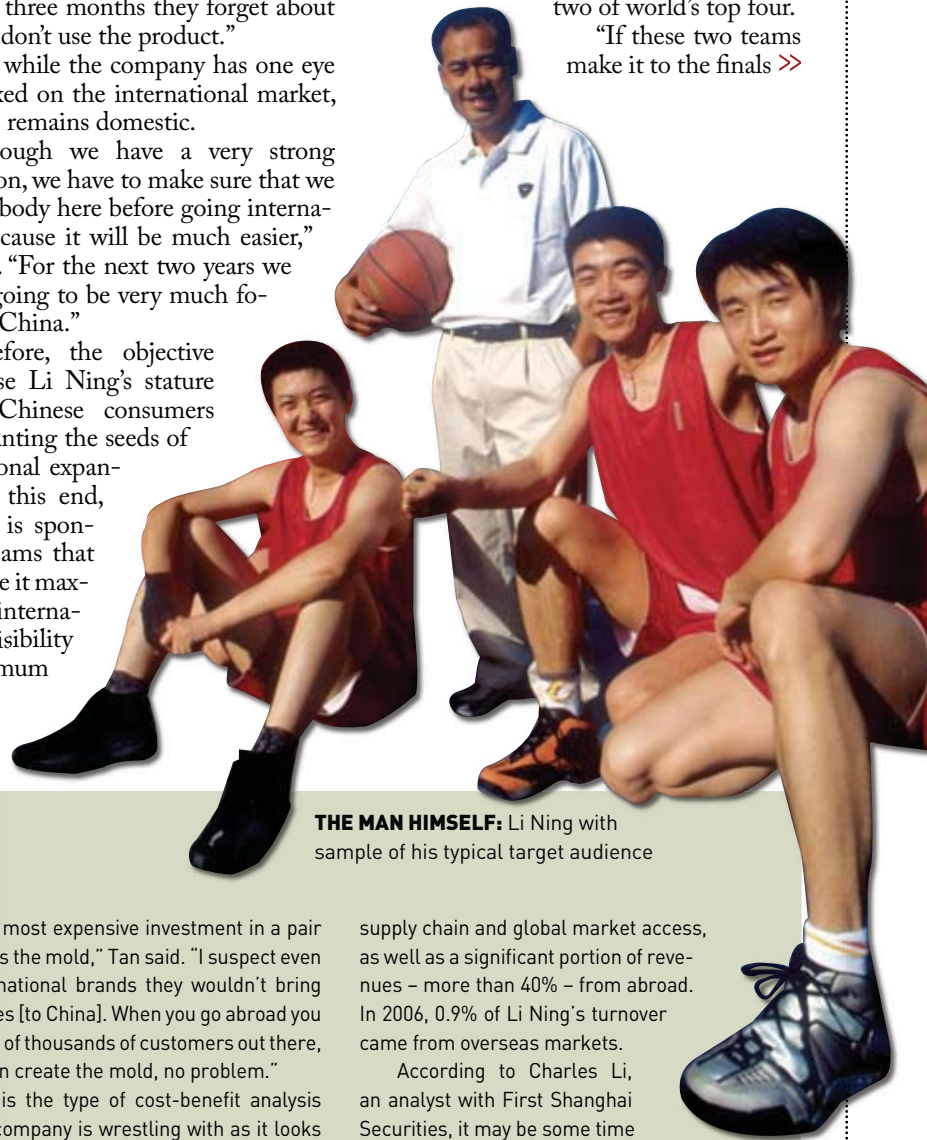 three months they forget about
don’t use the product.”
while the company has one eye
xed on the international market,
remains domestic.
ough we have a very strong
on, we have to make sure that we
body here before going interna-
cause it will be much easier,”
. “For the next two years we
going to be very much fo-
China.”
efore, the objective
se Li Ning’s stature
Chinese consumers
anting the seeds of
onal expan-
this end,
is spon-
eams that
e it max-
interna-
isibility
mum
two of world’s top four.
“If these two teams
make it to the finals >>
THE MAN HIMSELF: Li Ning with
sample of his typical target audience
most expensive investment in a pair
s the mold,” Tan said. “I suspect even
national brands they wouldn’t bring
es [to China]. When you go abroad you
of thousands of customers out there,
n create the mold, no problem.”
is the type of cost-benefit analysis
company is wrestling with as it looks
supply chain and global market access,
as well as a significant portion of reve-
nues – more than 40% – from abroad.
In 2006, 0.9% of Li Ning’s turnover
came from overseas markets.
According to Charles Li,
an analyst with First Shanghai
Securities, it may be some time